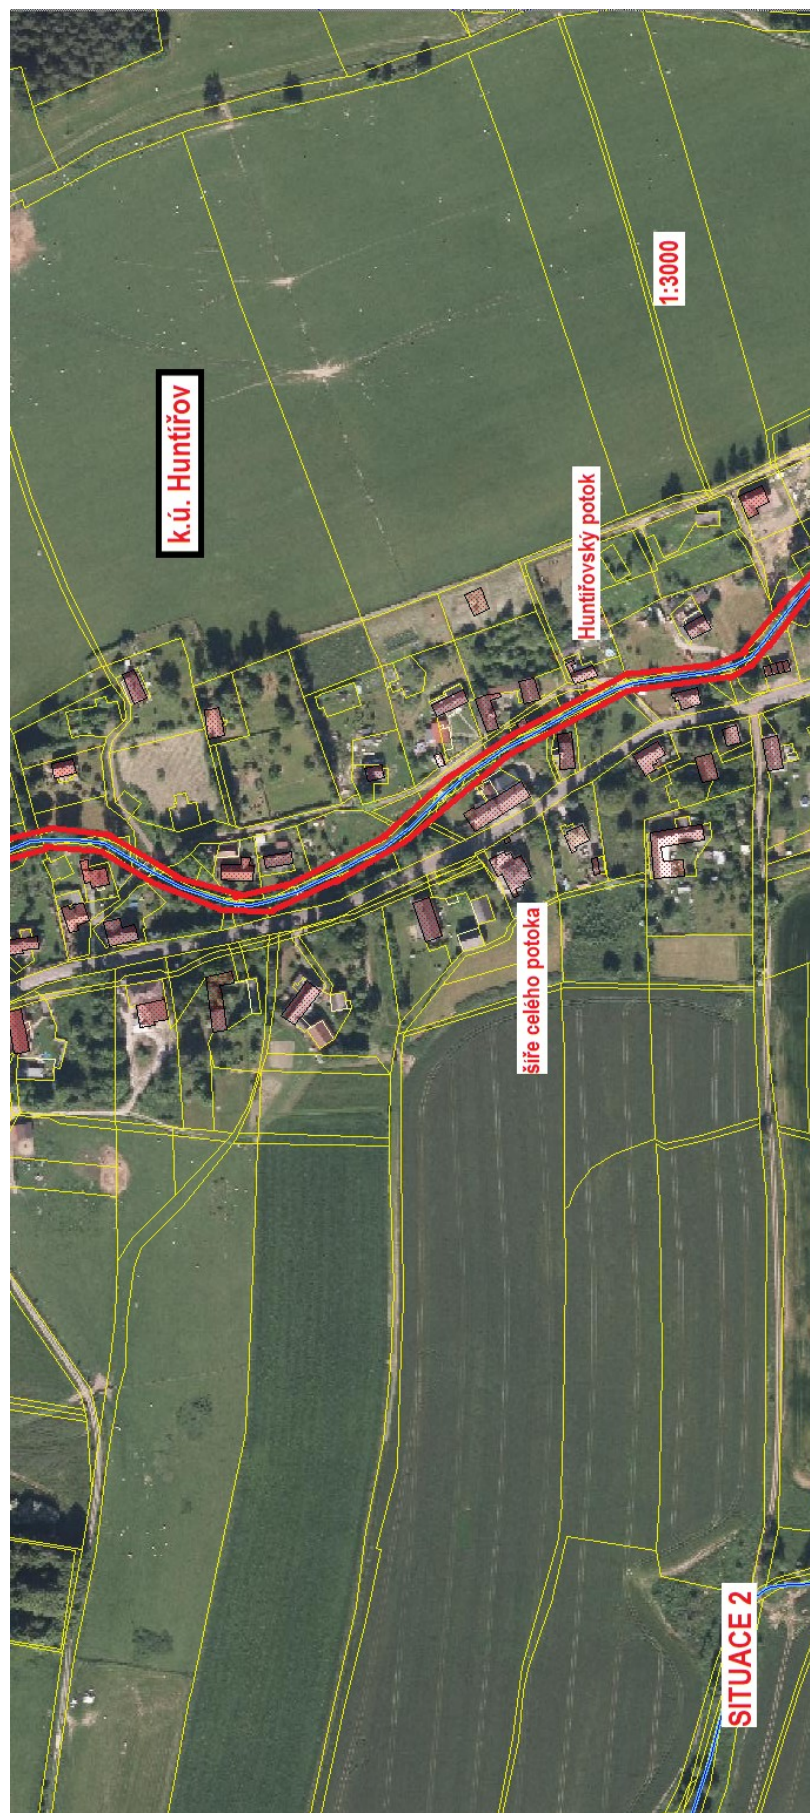 k.ú. Huntířov
1:3000
Huntířovský potok
šíře celého potoka
SITUACE 2